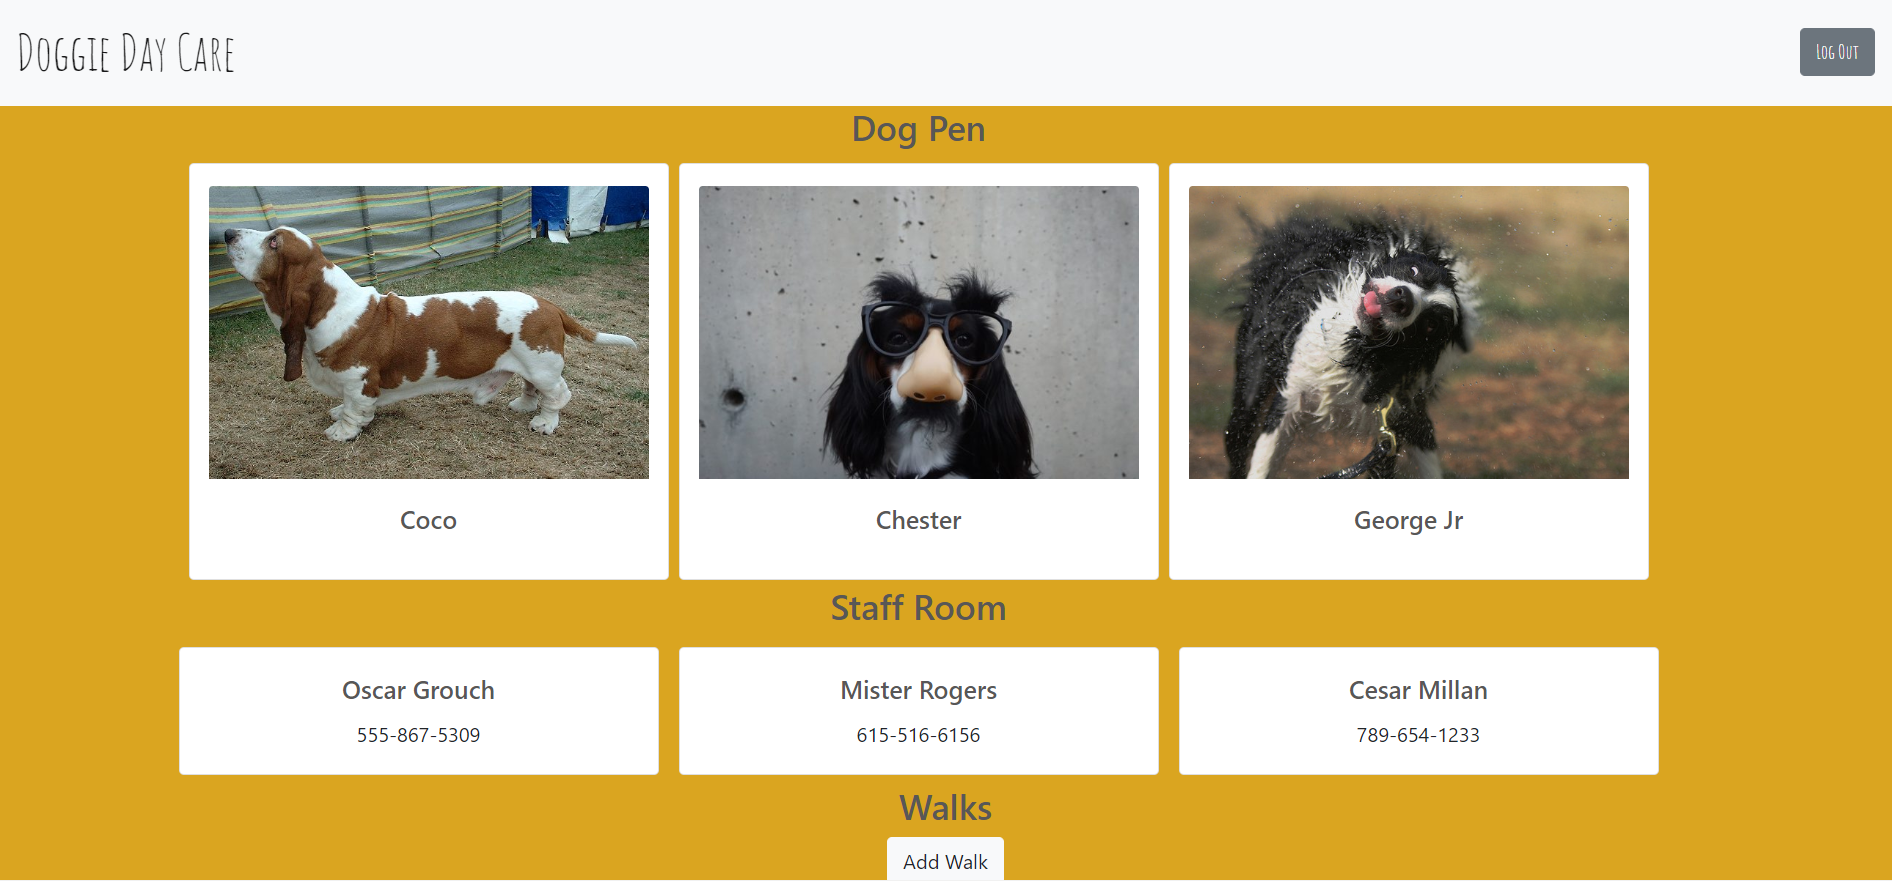 Doggie Day Care
Log Out
Dog Pen
Coco
Chester
George Jr
Staff Room
Oscar Grouch
Mister Rogers
Cesar Millan
555-867-5309
615-516-6156
789-654-1233
Walks
Add Walk